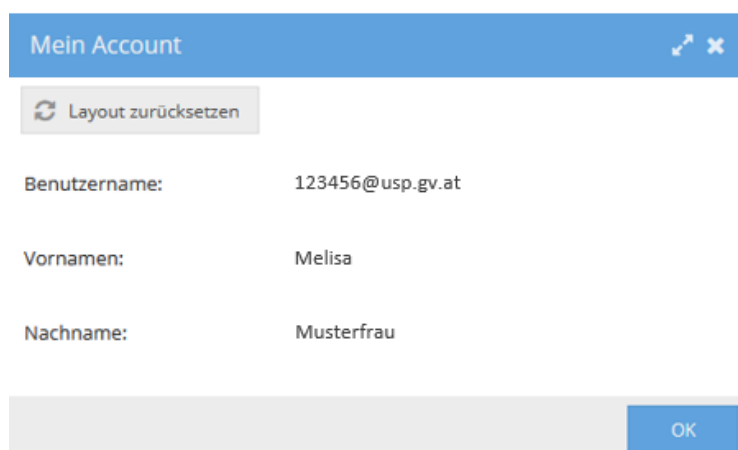 Mein Account
Layout zurücksetzen
Benutzername: 123456@usp.gv.at
Vornamen: Melisa
Nachname: Musterfrau
OK